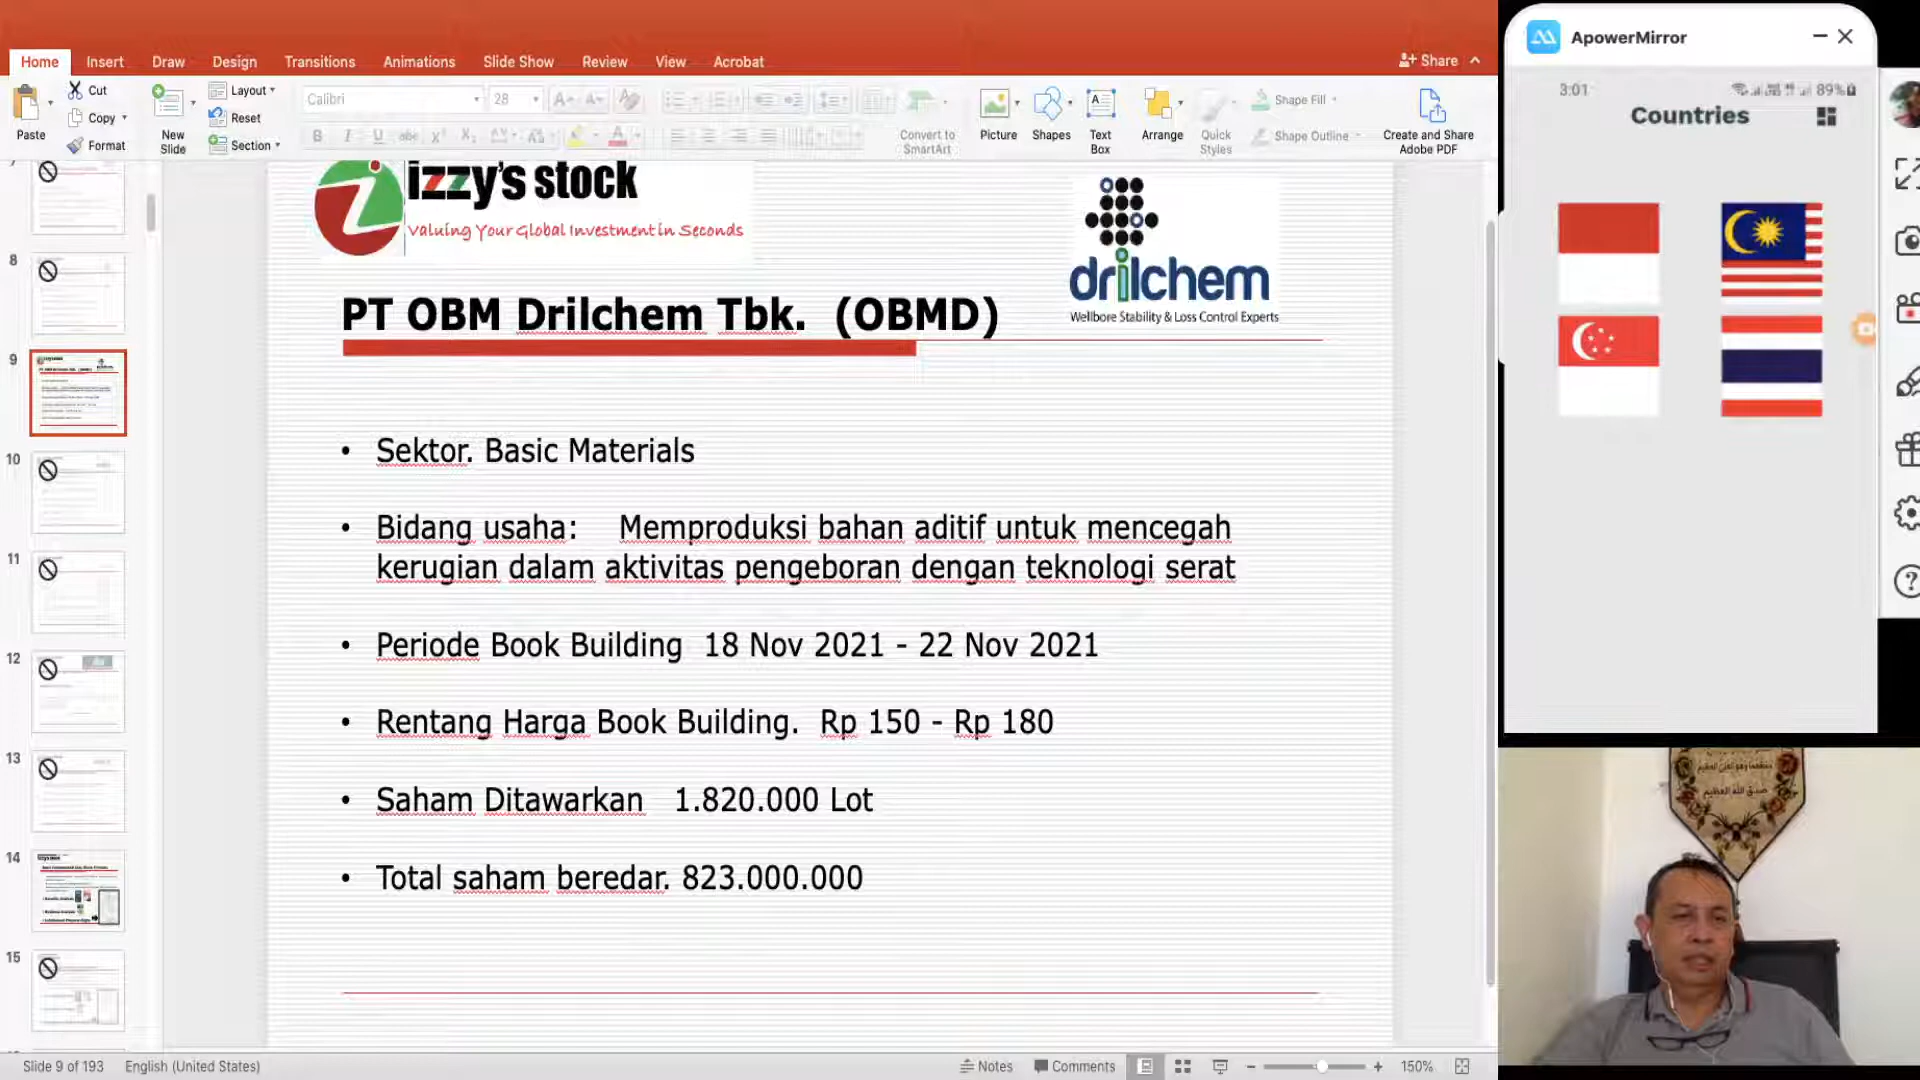 Home Insert Draw Design Transitions Animations Slide Show Review View Acrobat Share
Paste
Cut
Copy
Format
New Slide
Layout
Reset
Section
Calibri 28
Convert to SmartArt
Picture
Shapes
Text Box
Arrange
Quick Styles
Shape Fill
Shape Outline
Create and Share Adobe PDF
8
9
10
11
12
13
14
15
izzy's stock
Valuing Your Global Investment in Seconds
drilchem
Wellbore Stability & Loss Control Experts
PT OBM Drilchem Tbk. (OBMD)
• Sektor. Basic Materials
• Bidang usaha: Memproduksi bahan aditif untuk mencegah
kerugian dalam aktivitas pengeboran dengan teknologi serat
• Periode Book Building 18 Nov 2021 - 22 Nov 2021
• Rentang Harga Book Building. Rp 150 - Rp 180
• Saham Ditawarkan 1.820.000 Lot
• Total saham beredar. 823.000.000
Slide 9 of 193 English (United States)
Notes Comments 150%
ApowerMirror
3:01 89%
Countries
صدق الله العظيم